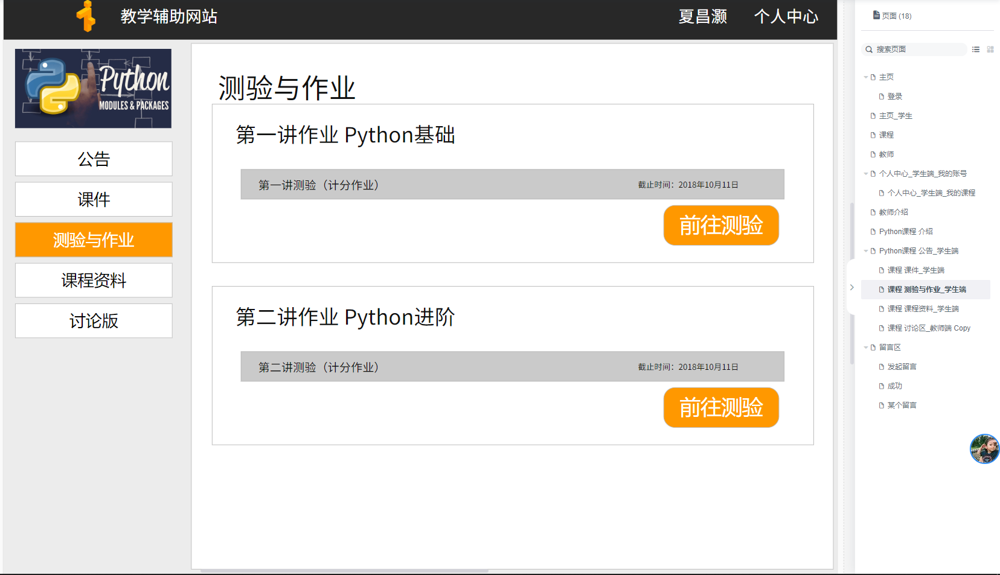 教学辅助网站
夏昌灏
个人中心
Python
MODULES & PACKAGES
公告
课件
测验与作业
课程资料
讨论版
测验与作业
第一讲作业 Python基础
第一讲测验（计分作业）
截止时间：2018年10月11日
前往测验
第二讲作业 Python进阶
第二讲测验（计分作业）
截止时间：2018年10月11日
前往测验
页面 (18)
搜索页面
主页
登录
主页_学生
课程
教师
个人中心_学生端_我的账号
个人中心_学生端_我的课程
教师介绍
Python课程 介绍
Python课程 公告_学生端
课程 课件_学生端
课程 测验与作业_学生端
课程 课程资料_学生端
课程 讨论区_教师端 Copy
留言区
发起留言
成功
某个留言